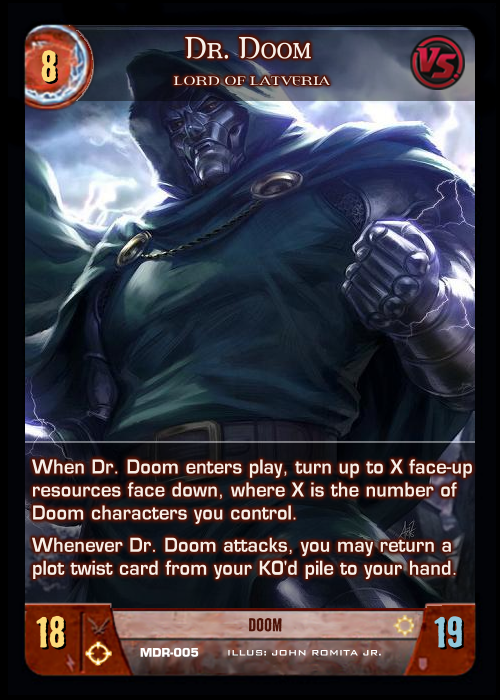 8
DR. DOOM
LORD OF LATVERIA
VS
When Dr. Doom enters play, turn up to X face-up
resources face down, where X is the number of
Doom characters you control.
Whenever Dr. Doom attacks, you may return a
plot twist card from your KO'd pile to your hand.
18
DOOM
19
MDR-005 ILLUS: JOHN ROMITA JR.